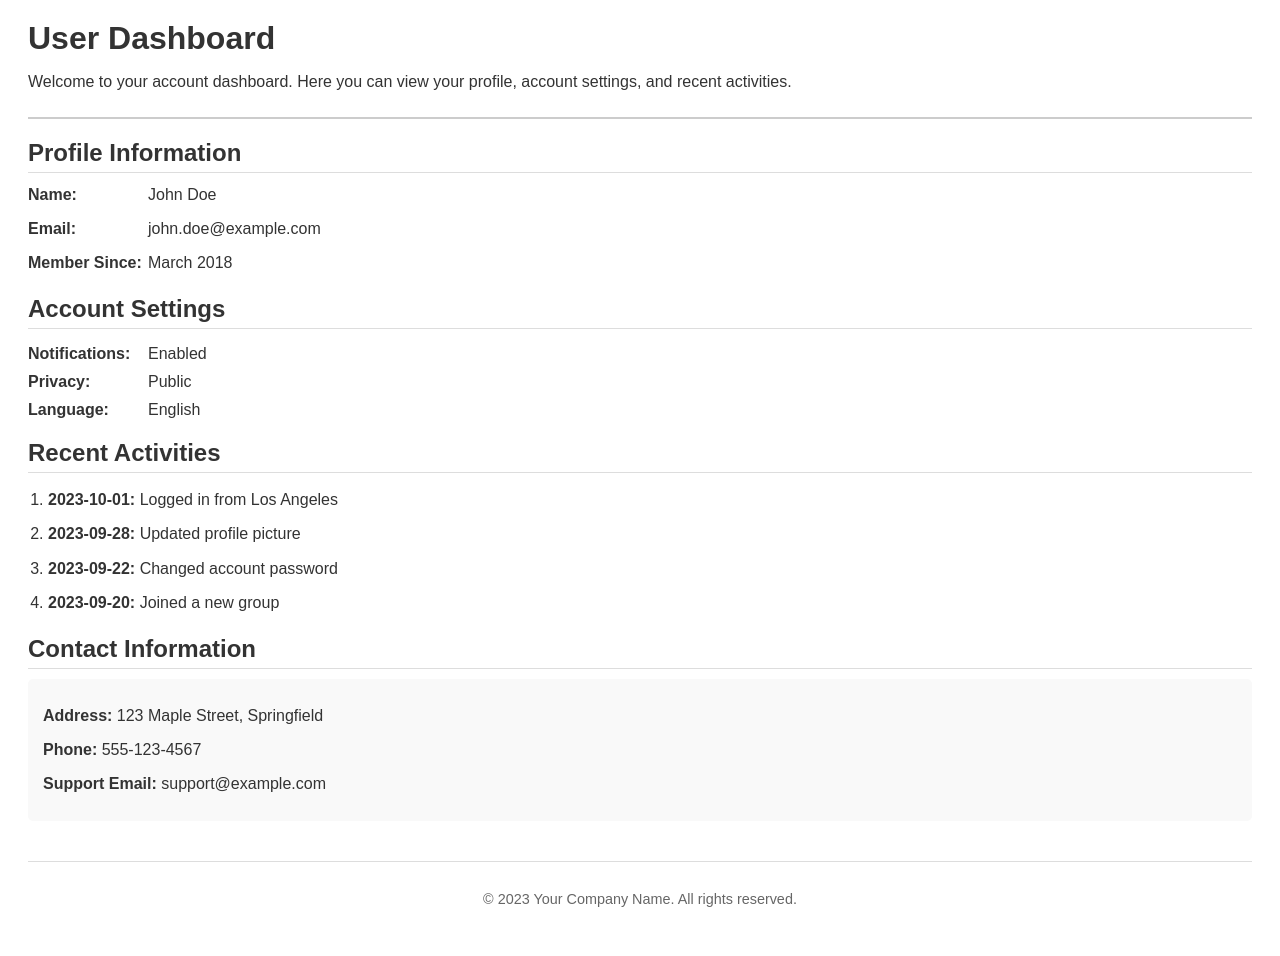 User Dashboard
Welcome to your account dashboard. Here you can view your profile, account settings, and recent activities.
Profile Information
Name: John Doe
Email: john.doe@example.com
Member Since: March 2018
Account Settings
Notifications: Enabled
Privacy: Public
Language: English
Recent Activities
1. 2023-10-01: Logged in from Los Angeles
2. 2023-09-28: Updated profile picture
3. 2023-09-22: Changed account password
4. 2023-09-20: Joined a new group
Contact Information
Address: 123 Maple Street, Springfield
Phone: 555-123-4567
Support Email: support@example.com
© 2023 Your Company Name. All rights reserved.